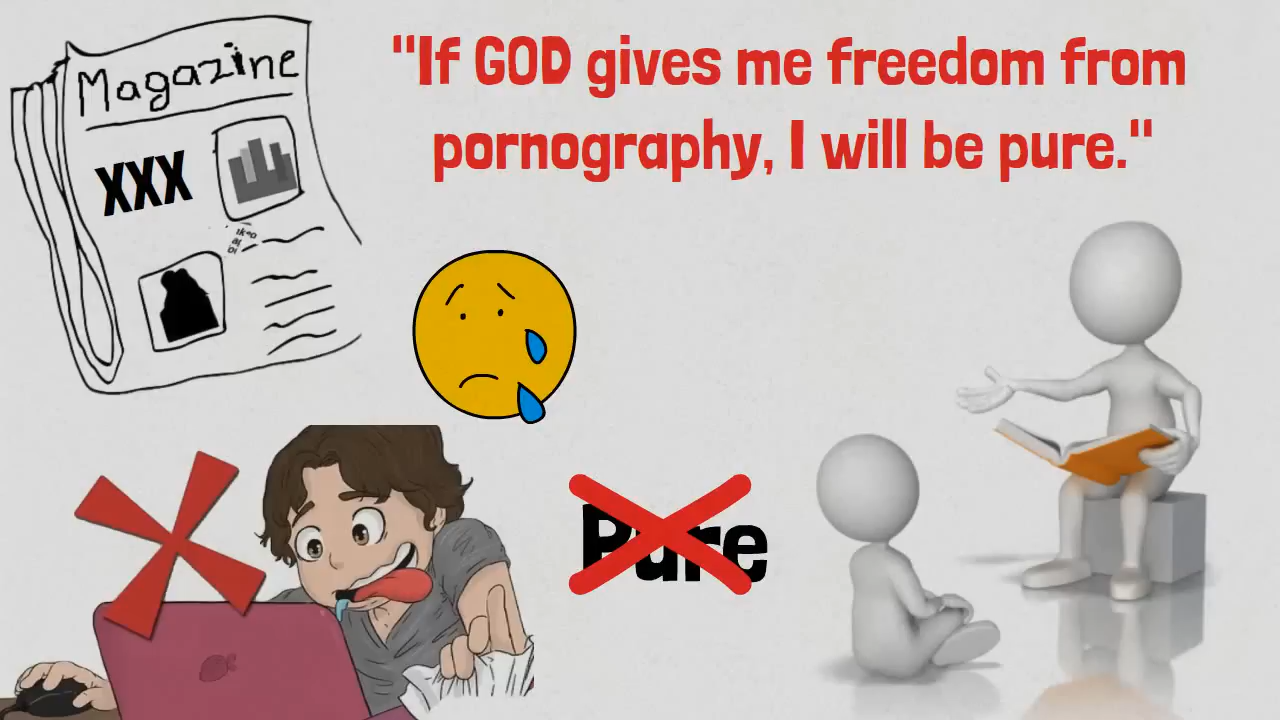 "If GOD gives me freedom from
pornography, I will be pure."
Magazine
XXX
Pure